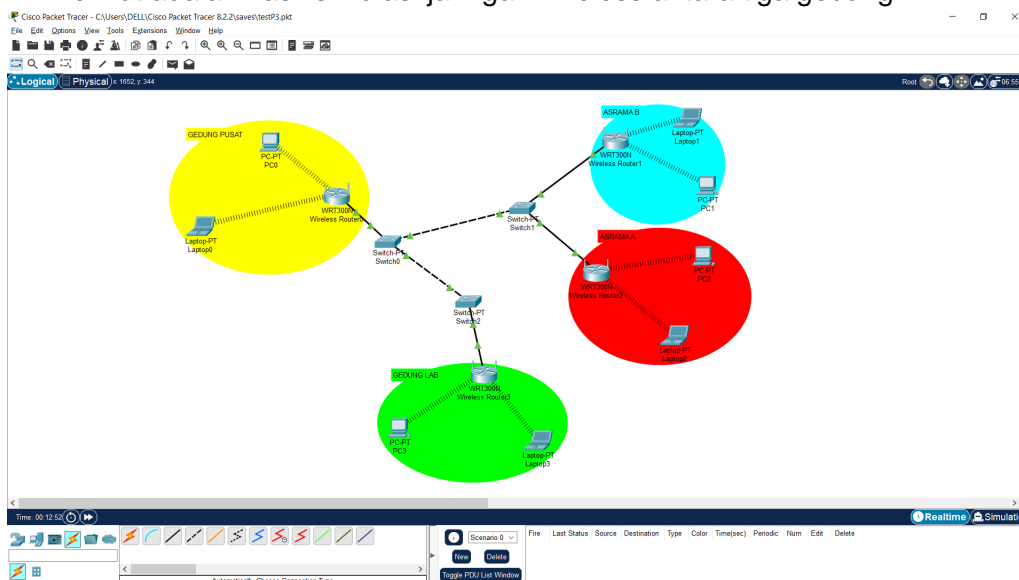 Cisco Packet Tracer - C:\Users\DELL\Cisco Packet Tracer 8.2.2\saves\testP3.pkt
File Edit Options View Tools Extensions Window Help
Logical Physical x: 1652, y: 344 Root 06:55
GEDUNG PUSAT
PC-PT
PC0
WRT300N
Wireless Router0
Laptop-PT
Laptop0
Switch-PT
Switch0
ASRAMA B
Laptop-PT
Laptop1
WRT300N
Wireless Router1
PC-PT
PC1
Switch-PT
Switch1
ASRAMA A
PC-PT
PC2
WRT300N
Wireless Router2
Laptop-PT
Laptop2
Switch-PT
Switch2
GEDUNG LAB
WRT300N
Wireless Router3
PC-PT
PC3
Laptop-PT
Laptop3
Time: 00:12:52 Realtime Simulati
Scenario 0
New Delete
Toggle PDU List Window
Fire Last Status Source Destination Type Color Time(sec) Periodic Num Edit Delete